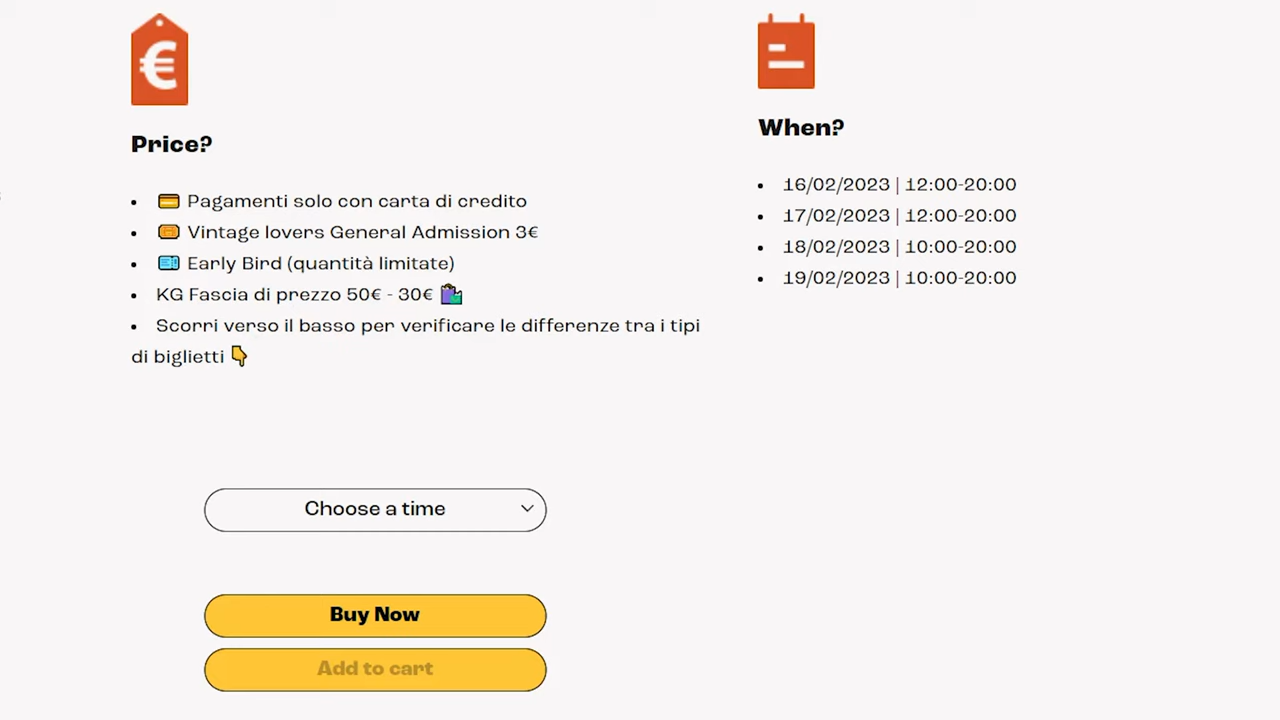 €
Price?
Pagamenti solo con carta di credito
Vintage lovers General Admission 3€
Early Bird (quantità limitate)
KG Fascia di prezzo 50€ - 30€
Scorri verso il basso per verificare le differenze tra i tipi
di biglietti
When?
16/02/2023 | 12:00-20:00
17/02/2023 | 12:00-20:00
18/02/2023 | 10:00-20:00
19/02/2023 | 10:00-20:00
Choose a time
Buy Now
Add to cart